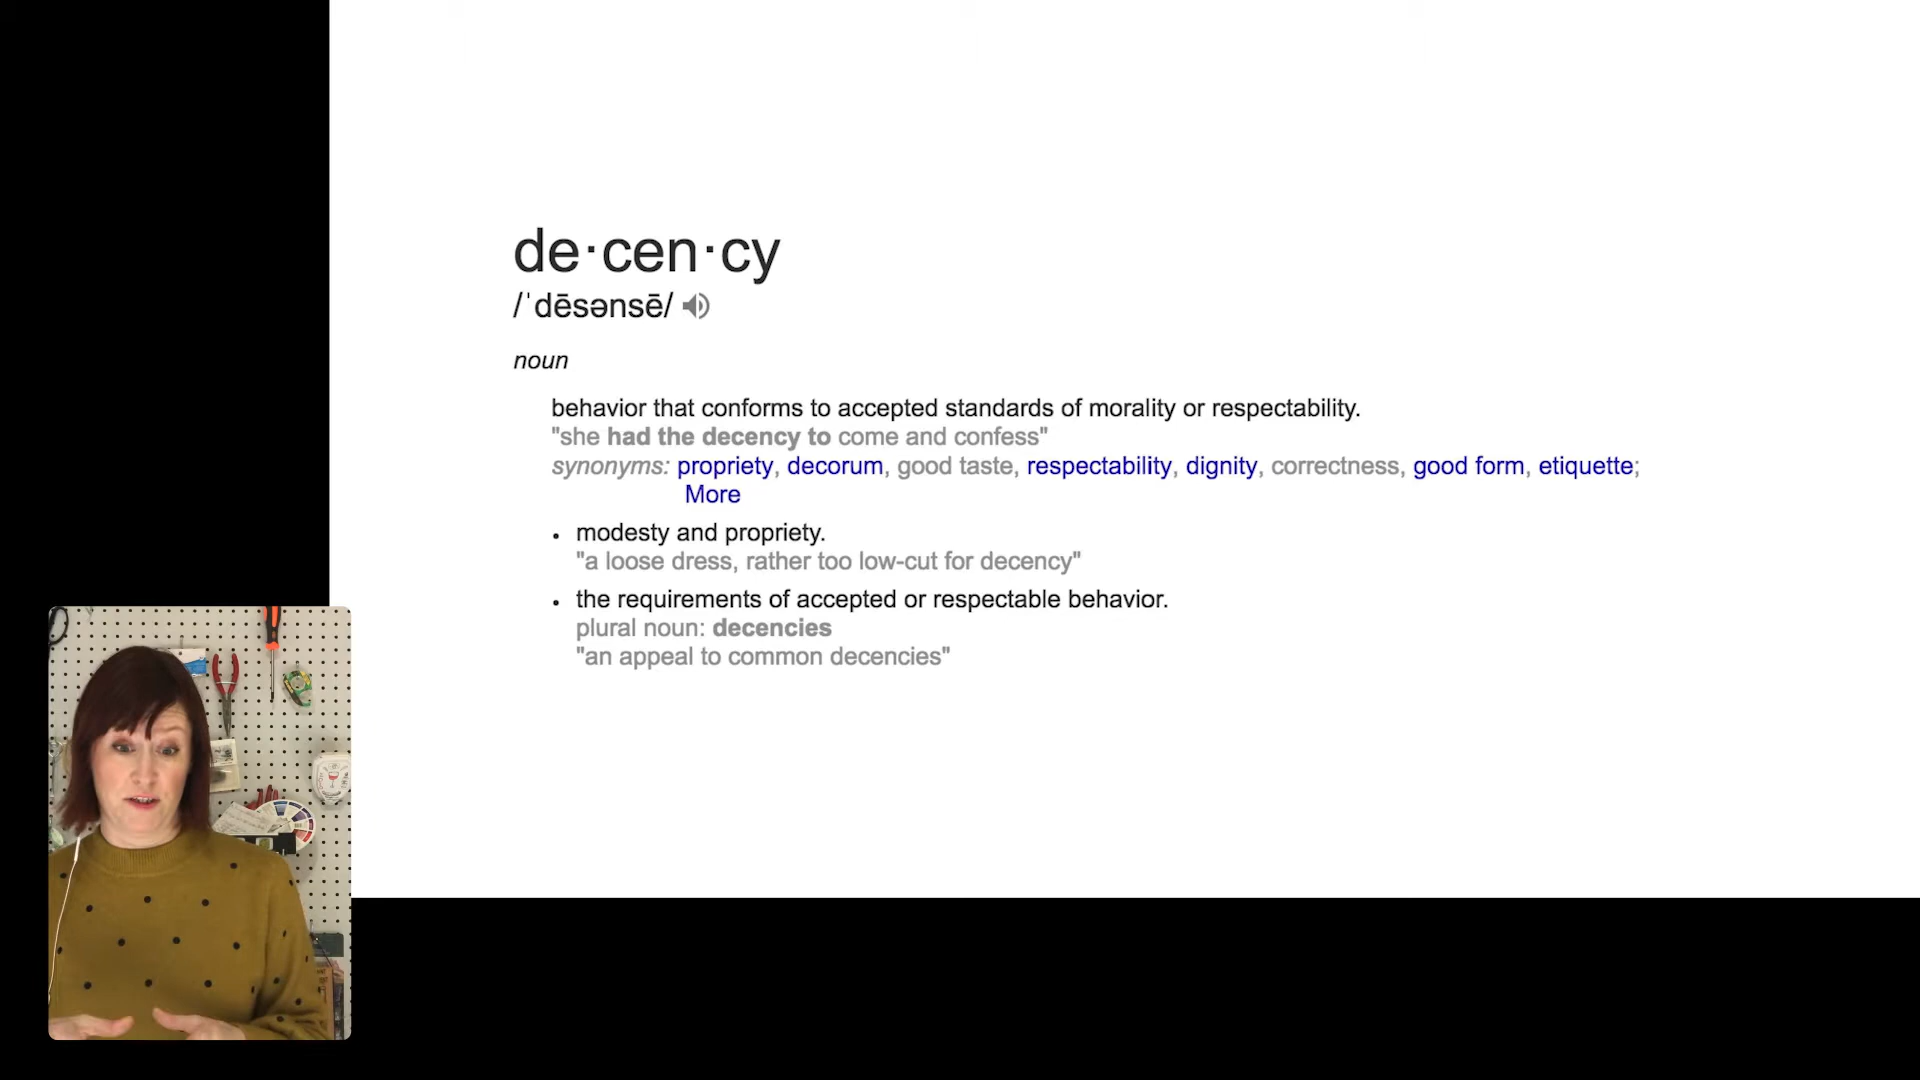 de·cen·cy
/ˈdēsənsē/
noun
behavior that conforms to accepted standards of morality or respectability.
"she had the decency to come and confess"
synonyms: propriety, decorum, good taste, respectability, dignity, correctness, good form, etiquette;
More
• modesty and propriety.
"a loose dress, rather too low-cut for decency"
• the requirements of accepted or respectable behavior.
plural noun: decencies
"an appeal to common decencies"